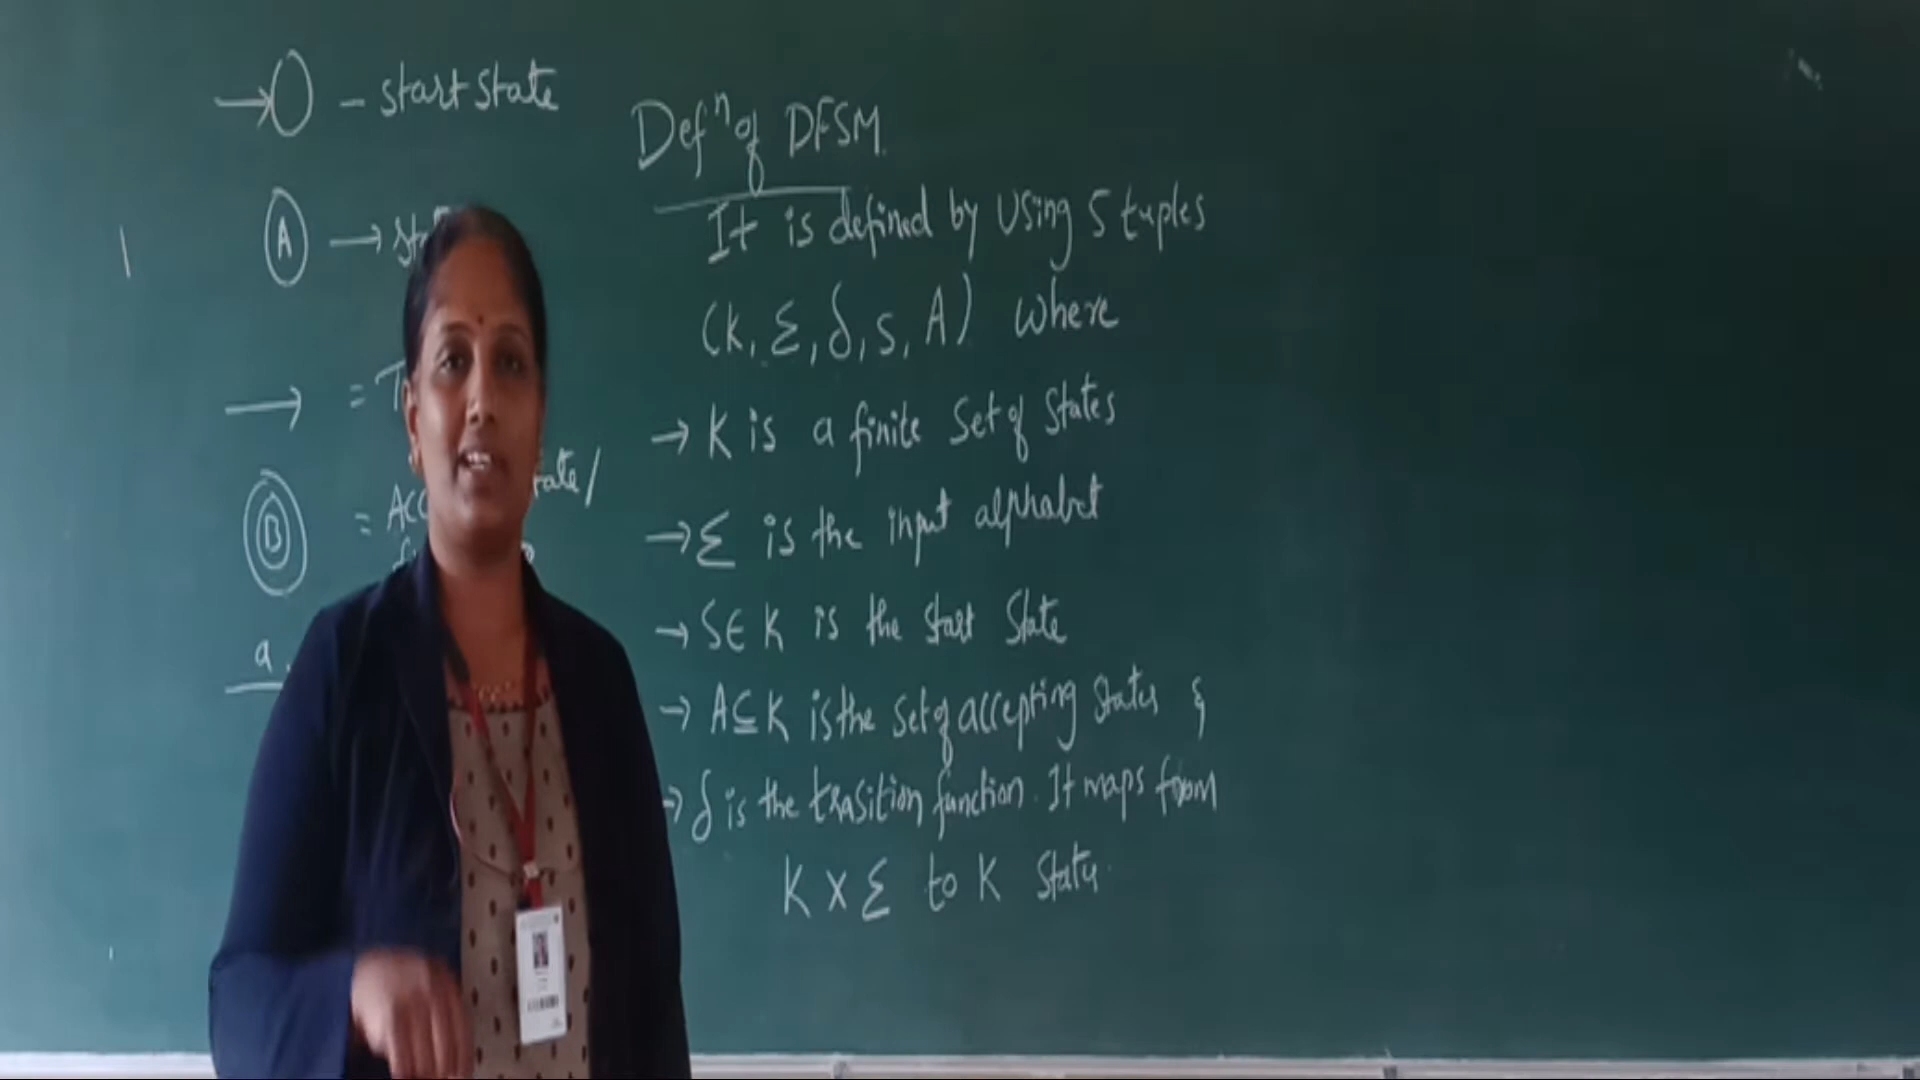 → - start state
A →
→ =
B =
a.
Defⁿ of DFSM
It is defined by using 5 tuples
(K, Σ, δ, s, A) where
→ K is a finite set of states
→ Σ is the input alphabet
→ S ∈ K is the start state
→ A ⊆ K is the set of accepting states &
→ δ is the trasition function. It maps from
K x Σ to K state.